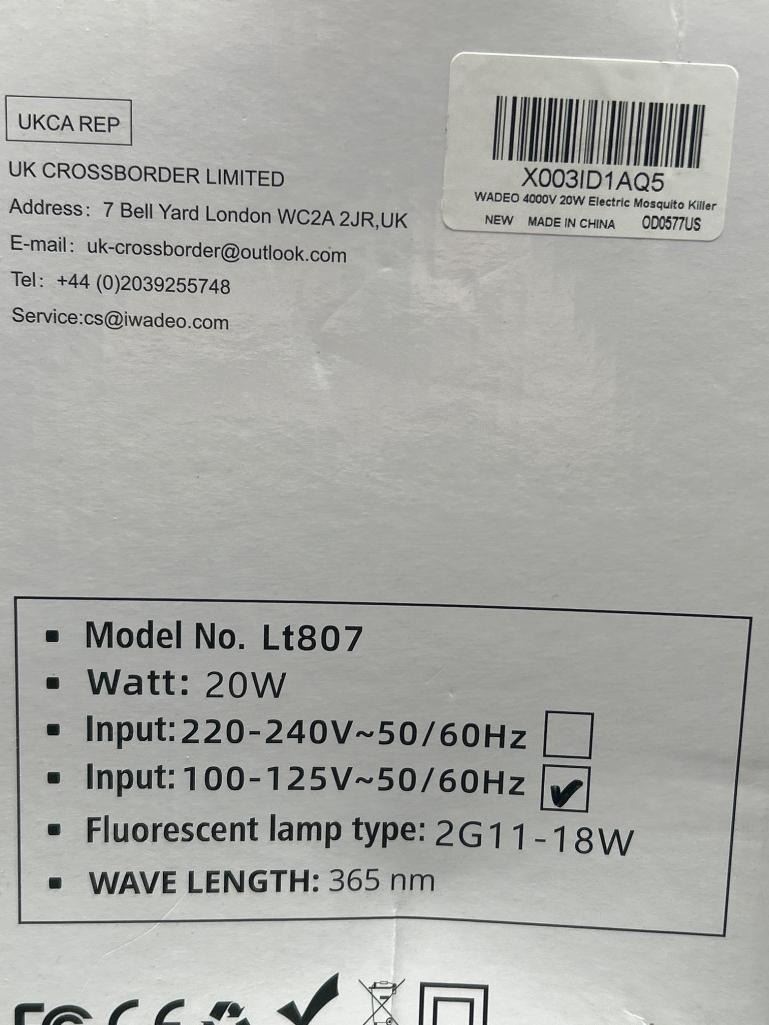 UKCA REP
UK CROSSBORDER LIMITED
Address: 7 Bell Yard London WC2A 2JR,UK
E-mail: uk-crossborder@outlook.com
Tel: +44 (0)2039255748
Service:cs@iwadeo.com
X003ID1AQ5
WADEO 4000V 20W Electric Mosquito Killer
NEW MADE IN CHINA OD0577US
▪ Model No. Lt807
▪ Watt: 20W
▪ Input:220-240V~50/60Hz
▪ Input:100-125V~50/60Hz ✔
▪ Fluorescent lamp type: 2G11-18W
▪ WAVE LENGTH: 365 nm
FC CE